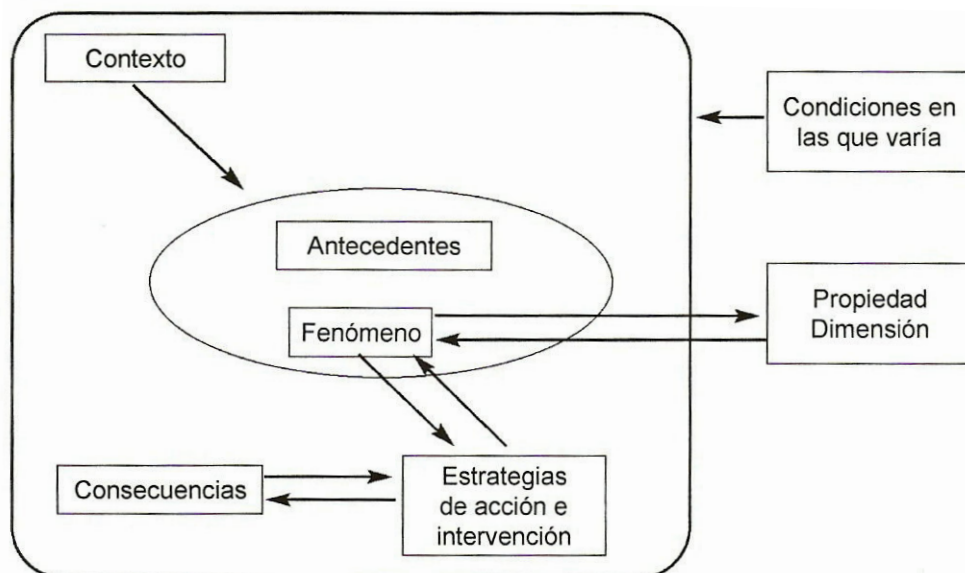 Contexto
Condiciones en
las que varía
Antecedentes
Propiedad
Dimensión
Fenómeno
Consecuencias
Estrategias
de acción e
intervención